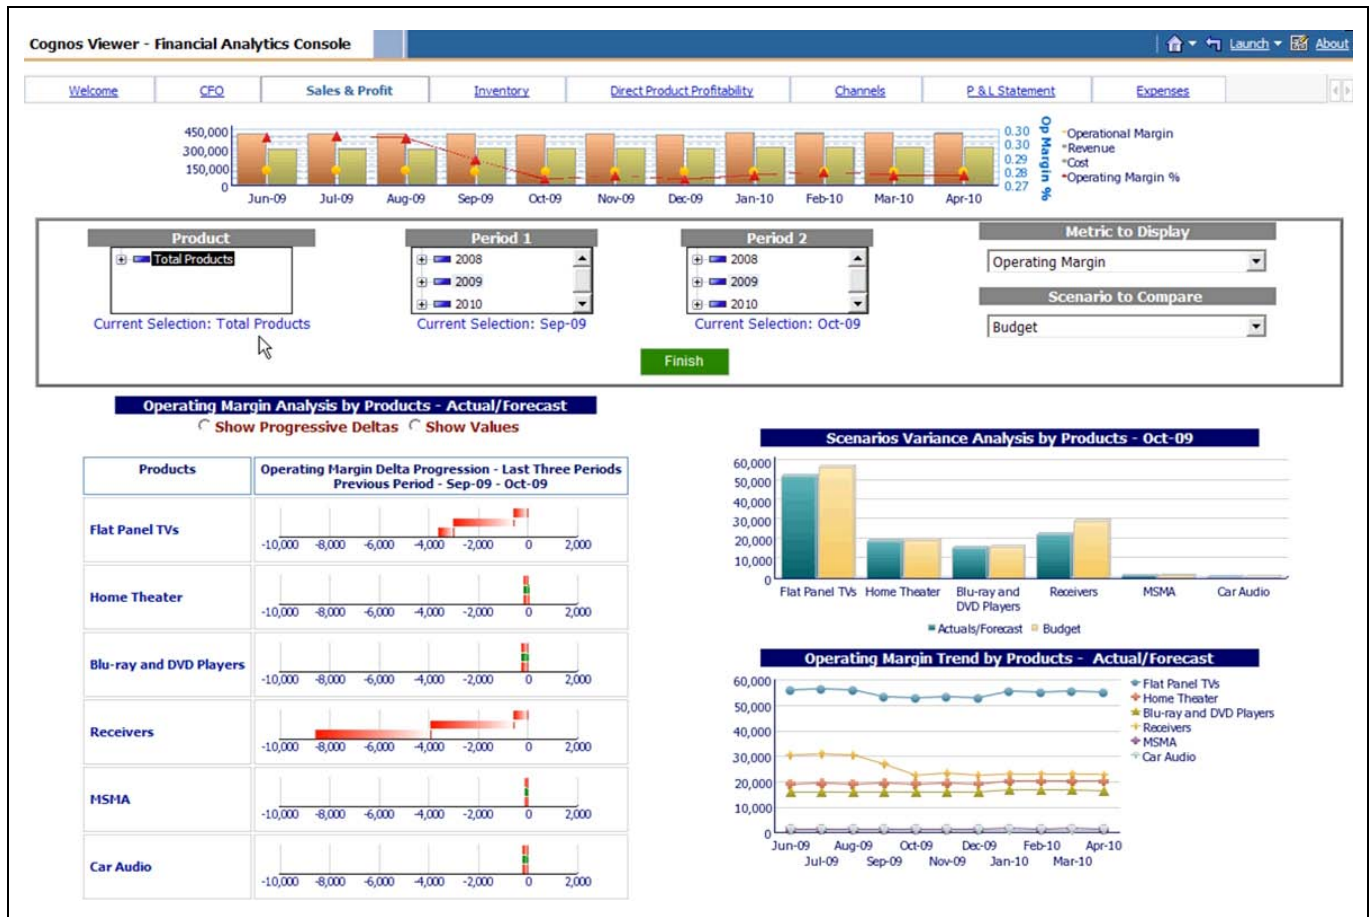 Cognos Viewer - Financial Analytics Console
Launch About
Welcome CFO Sales & Profit Inventory Direct Product Profitability Channels P & L Statement Expenses
450,000
300,000
150,000
0
Jun-09 Jul-09 Aug-09 Sep-09 Oct-09 Nov-09 Dec-09 Jan-10 Feb-10 Mar-10 Apr-10
0.30
0.30
0.29
0.28
0.27
Op Margin %
Operational Margin
Revenue
Cost
Operating Margin %
Product
Total Products
Current Selection: Total Products
Period 1
2008
2009
2010
Current Selection: Sep-09
Period 2
2008
2009
2010
Current Selection: Oct-09
Metric to Display
Operating Margin
Scenario to Compare
Budget
Finish
Operating Margin Analysis by Products - Actual/Forecast
Show Progressive Deltas Show Values
Products
Operating Margin Delta Progression - Last Three Periods
Previous Period - Sep-09 - Oct-09
Flat Panel TVs
-10,000 -8,000 -6,000 -4,000 -2,000 0 2,000
Home Theater
-10,000 -8,000 -6,000 -4,000 -2,000 0 2,000
Blu-ray and DVD Players
-10,000 -8,000 -6,000 -4,000 -2,000 0 2,000
Receivers
-10,000 -8,000 -6,000 -4,000 -2,000 0 2,000
MSMA
-10,000 -8,000 -6,000 -4,000 -2,000 0 2,000
Car Audio
-10,000 -8,000 -6,000 -4,000 -2,000 0 2,000
Scenarios Variance Analysis by Products - Oct-09
60,000
50,000
40,000
30,000
20,000
10,000
0
Flat Panel TVs Home Theater Blu-ray and Receivers MSMA Car Audio
DVD Players
Actuals/Forecast Budget
Operating Margin Trend by Products - Actual/Forecast
60,000
50,000
40,000
30,000
20,000
10,000
0
Jun-09 Aug-09 Oct-09 Dec-09 Feb-10 Apr-10
Jul-09 Sep-09 Nov-09 Jan-10 Mar-10
Flat Panel TVs
Home Theater
Blu-ray and DVD Players
Receivers
MSMA
Car Audio